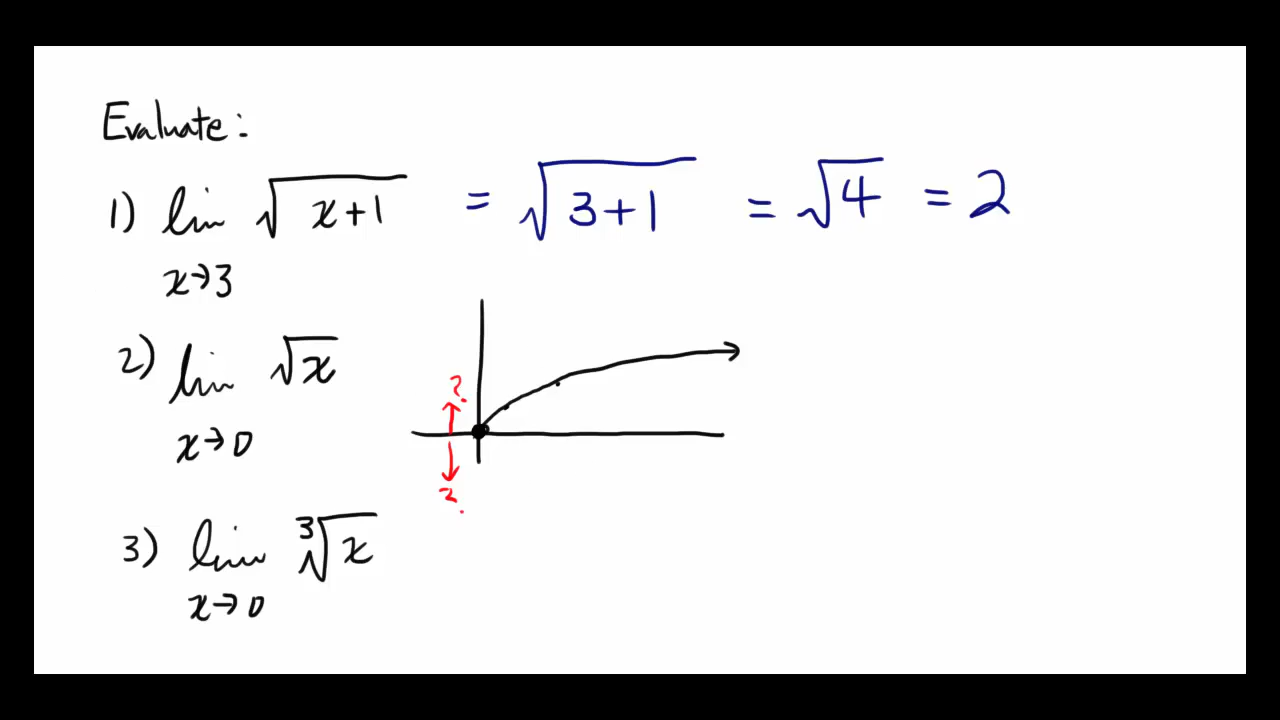 Evaluate:
1) lim √(x+1) = √(3+1) = √4 = 2
x→3
2) lim √x
x→0
?
?
3) lim ∛x
x→0